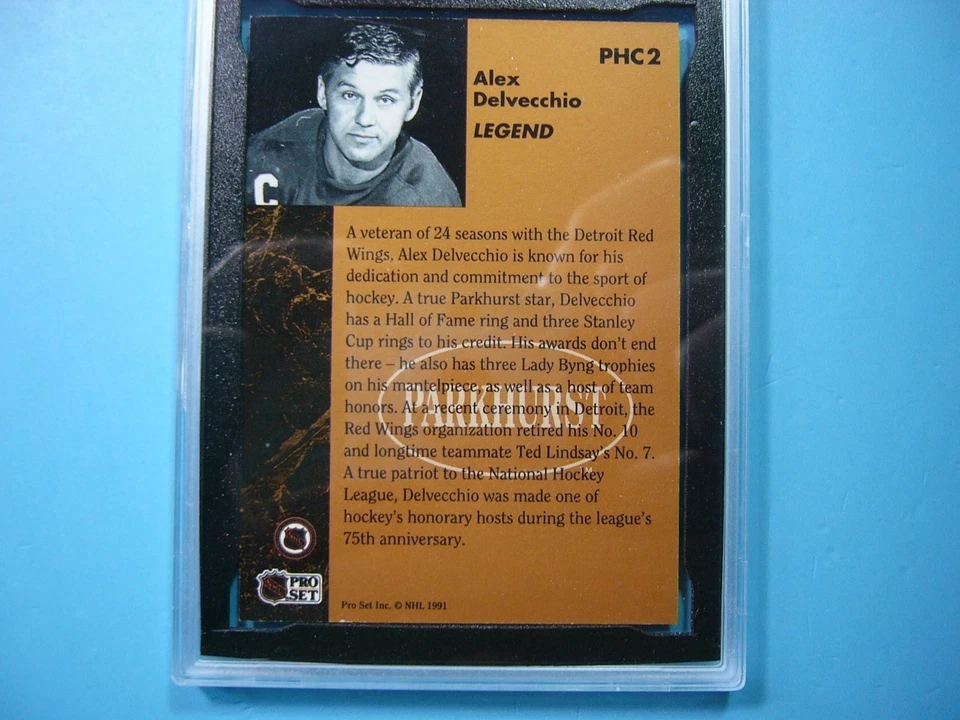 PHC2
Alex
Delvecchio
LEGEND
C
A veteran of 24 seasons with the Detroit Red
Wings, Alex Delvecchio is known for his
dedication and commitment to the sport of
hockey. A true Parkhurst star, Delvecchio
has a Hall of Fame ring and three Stanley
Cup rings to his credit. His awards don't end
there – he also has three Lady Byng trophies
on his mantelpiece, as well as a host of team
honors. At a recent ceremony in Detroit, the
Red Wings organization retired his No. 10
and longtime teammate Ted Lindsay's No. 7.
A true patriot to the National Hockey
League, Delvecchio was made one of
hockey's honorary hosts during the league's
75th anniversary.
PARKHURST
PRO
SET
Pro Set Inc. © NHL 1991